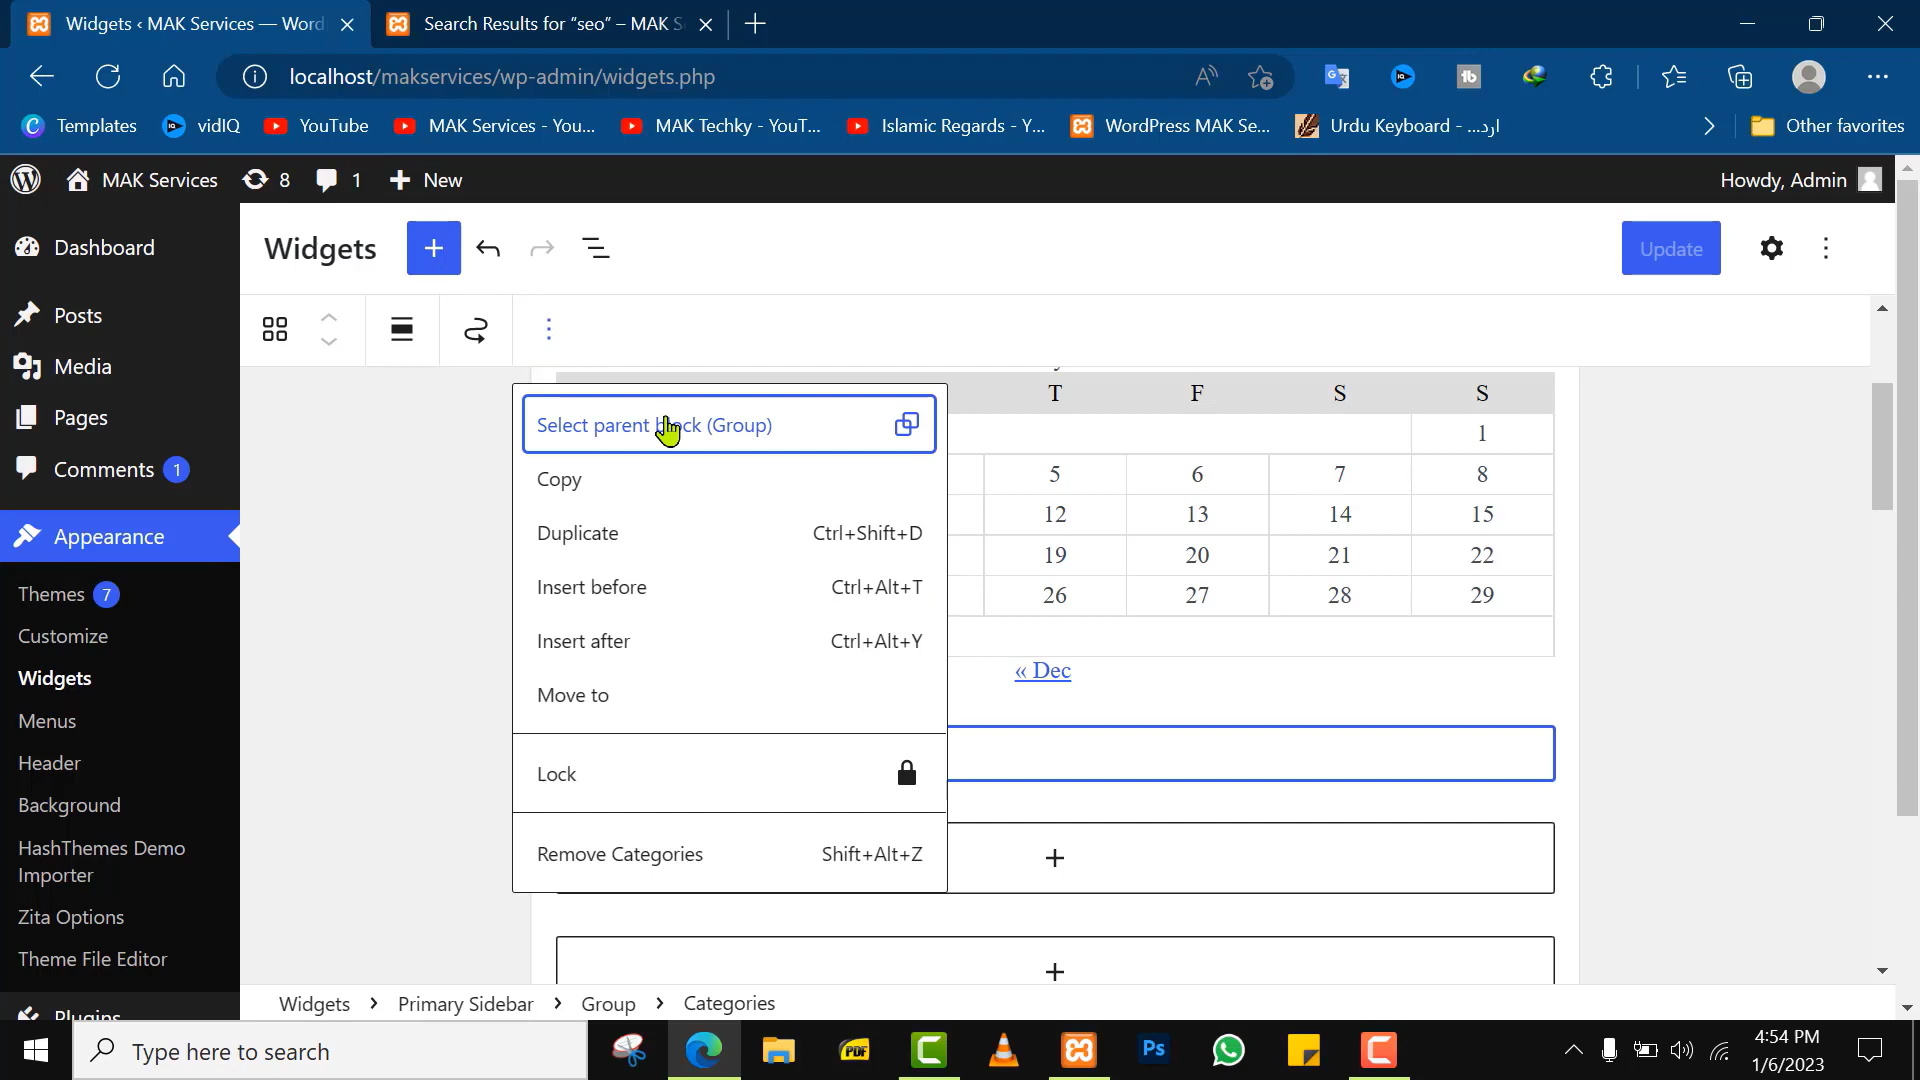 Widgets ‹ MAK Services — Word
Search Results for "seo" – MAK S
localhost/makservices/wp-admin/widgets.php
Templates
vidIQ
YouTube
MAK Services - You...
MAK Techky - YouT...
Islamic Regards - Y...
WordPress MAK Se...
Urdu Keyboard - ...ارد
Other favorites
MAK Services
8
1
New
Howdy, Admin
Dashboard
Posts
Media
Pages
Comments 1
Appearance
Themes 7
Customize
Widgets
Menus
Header
Background
HashThemes Demo
Importer
Zita Options
Theme File Editor
Plugins
Widgets
Update
Select parent block (Group)
Copy
Duplicate Ctrl+Shift+D
Insert before Ctrl+Alt+T
Insert after Ctrl+Alt+Y
Move to
Lock
Remove Categories Shift+Alt+Z
T F S S
1
5 6 7 8
12 13 14 15
19 20 21 22
26 27 28 29
« Dec
Widgets > Primary Sidebar > Group > Categories
Type here to search
PDF
Ps
4:54 PM
1/6/2023